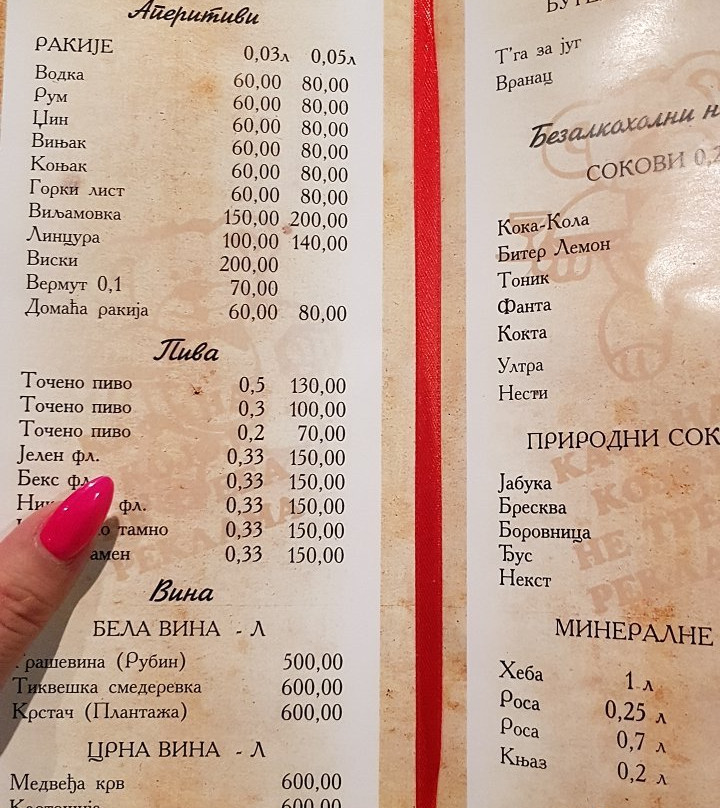 Аперитиви
РАКИЈЕ 0,03л 0,05л
Водка 60,00 80,00
Рум 60,00 80,00
Џин 60,00 80,00
Вињак 60,00 80,00
Коњак 60,00 80,00
Горки лист 60,00 80,00
Виљамовка 150,00 200,00
Линцура 100,00 140,00
Виски 200,00
Вермут 0,1 70,00
Домаћа ракија 60,00 80,00
Пива
Точено пиво 0,5 130,00
Точено пиво 0,3 100,00
Точено пиво 0,2 70,00
Јелен фл. 0,33 150,00
Бекс фл. 0,33 150,00
фл. 0,33 150,00
тамно 0,33 150,00
0,33 150,00
Вина
БЕЛА ВИНА - Л
Грашевина (Рубин) 500,00
Тиквешка смедеревка 600,00
Крстач (Плантажа) 600,00
ЦРНА ВИНА - Л
Медвеђа крв 600,00
600,00
Т'га за југ
Вранац
Безалкохолни
СОКОВИ
Кока-Кола
Битер Лемон
Тоник
Фанта
Кокта
Ултра
Нести
ПРИРОДНИ
Јабука
Бресква
Боровница
Ђус
Некст
МИНЕРАЛНЕ
Хеба 1 л
Роса 0,25 л
Роса 0,7 л
Књаз 0,2 л